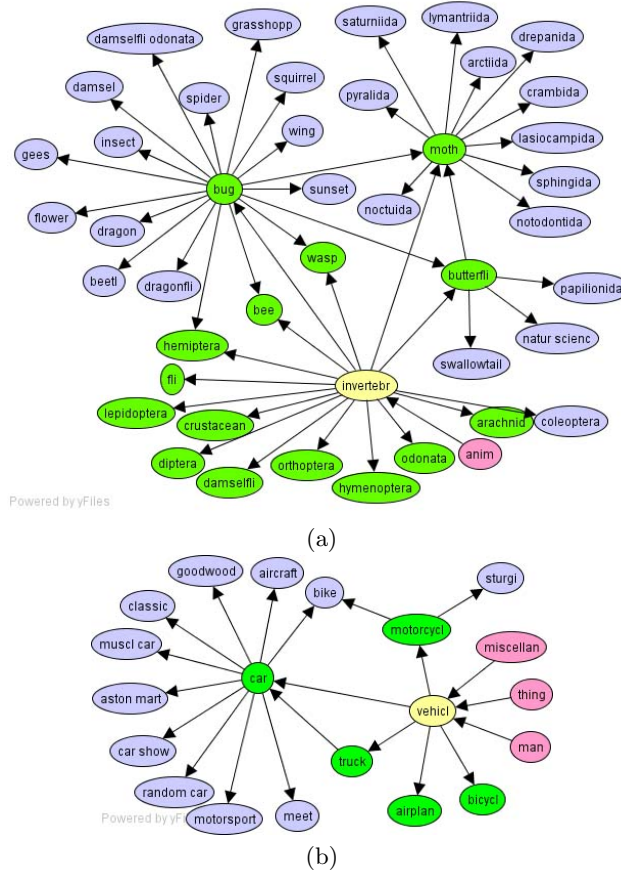 saturniida
lymantriida
grasshopp
drepanida
damselfli odonata
arctiida
squirrel
damsel
spider
pyralida
crambida
insect
wing
lasiocampida
gees
moth
bug
sunset
sphingida
flower
noctuida
notodontida
dragon
wasp
butterfli
beetl
dragonfli
papilionida
bee
natur scienc
hemiptera
swallowtail
fli
invertebr
lepidoptera
crustacean
arachnid
coleoptera
diptera
odonata
anim
orthoptera
damselfli
hymenoptera
Powered by yFiles
(a)
goodwood
aircraft
sturgi
bike
classic
motorcycl
muscl car
miscellan
car
thing
aston mart
vehicl
man
car show
truck
random car
bicycl
airplan
Powered by yFi
motorsport
meet
(b)